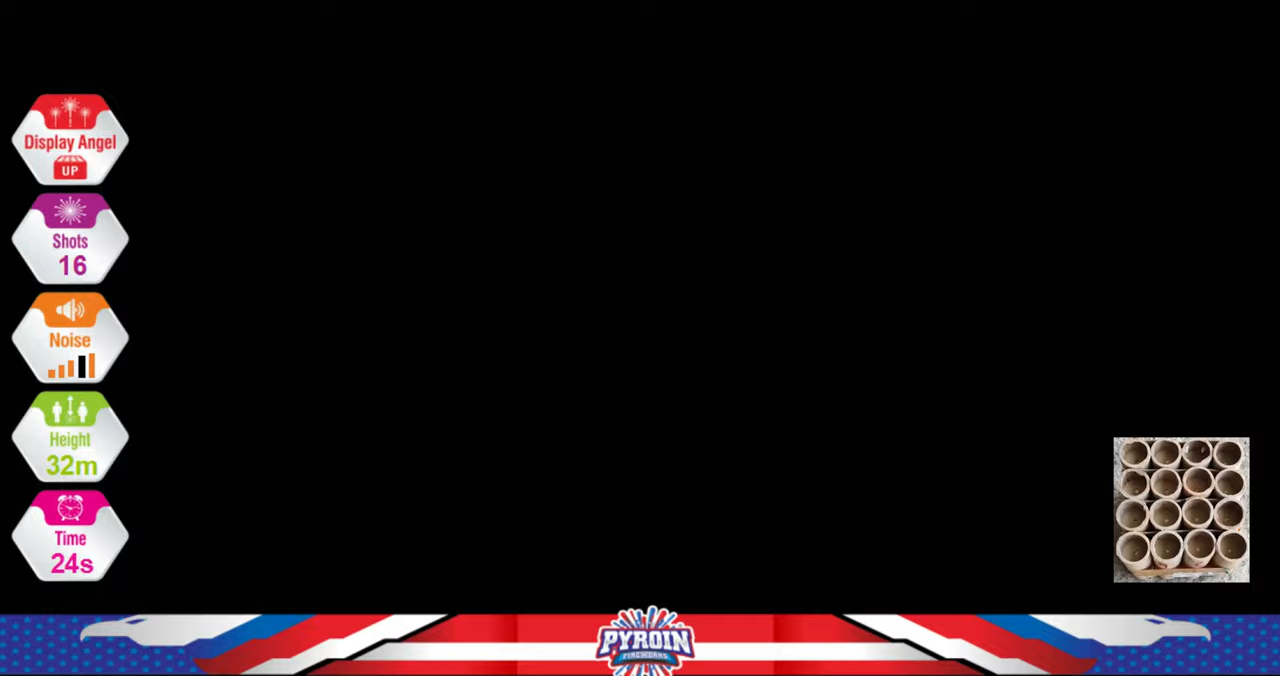 Display Angel
UP
Shots
16
Noise
Height
32m
Time
24s
PYROIN
FIREWORKS